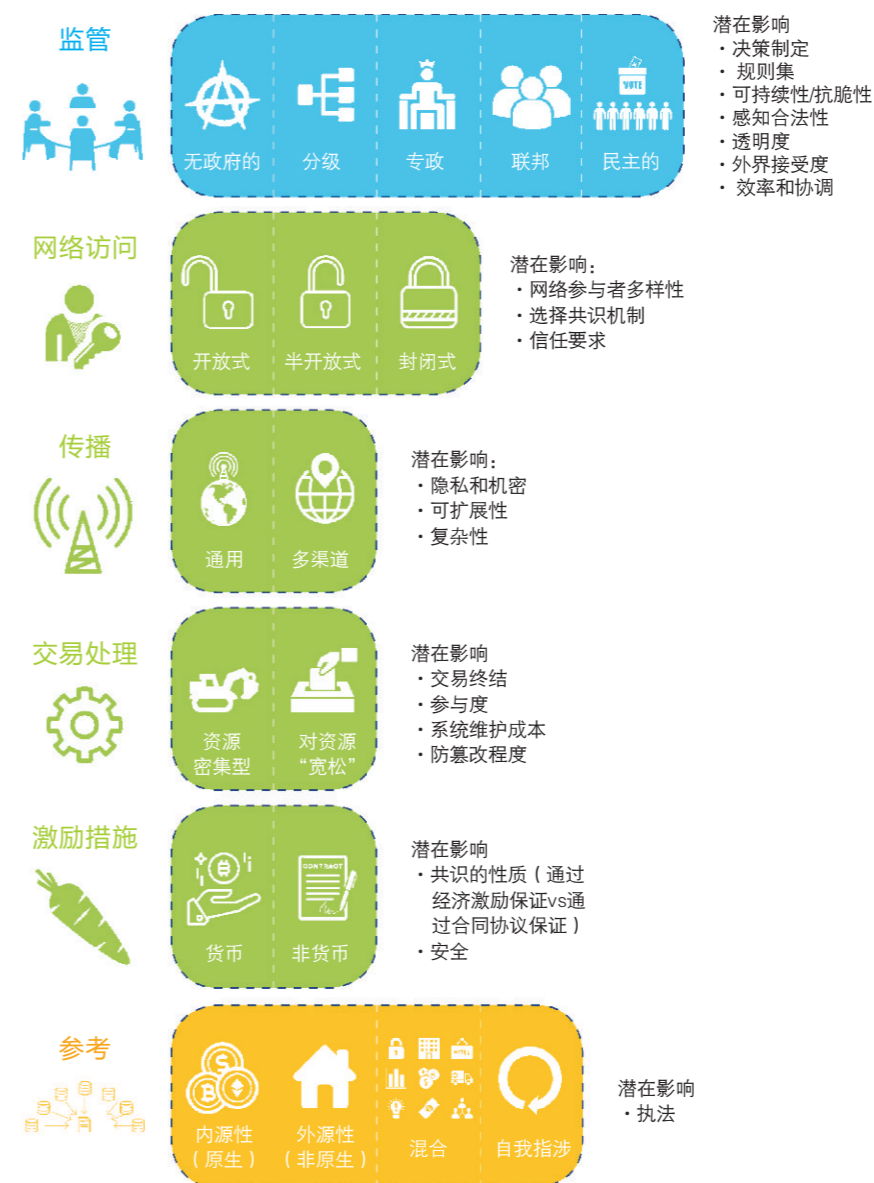 监管
无政府的
分级
专政
联邦
VOTE
民主的
潜在影响
・决策制定
・ 规则集
・可持续性/抗脆性
・感知合法性
・透明度
・外界接受度
・ 效率和协调
网络访问
开放式
半开放式
封闭式
潜在影响：
・网络参与者多样性
・选择共识机制
・信任要求
传播
通用
多渠道
潜在影响：
・隐私和机密
・可扩展性
・复杂性
交易处理
资源
密集型
对资源
“宽松”
潜在影响
・交易终结
・参与度
・系统维护成本
・防篡改程度
激励措施
货币
CONTRACT
非货币
潜在影响
・共识的性质（通过
经济激励保证vs通
过合同协议保证）
・安全
参考
内源性
（原生）
外源性
（非原生）
混合
自我指涉
潜在影响
・执法